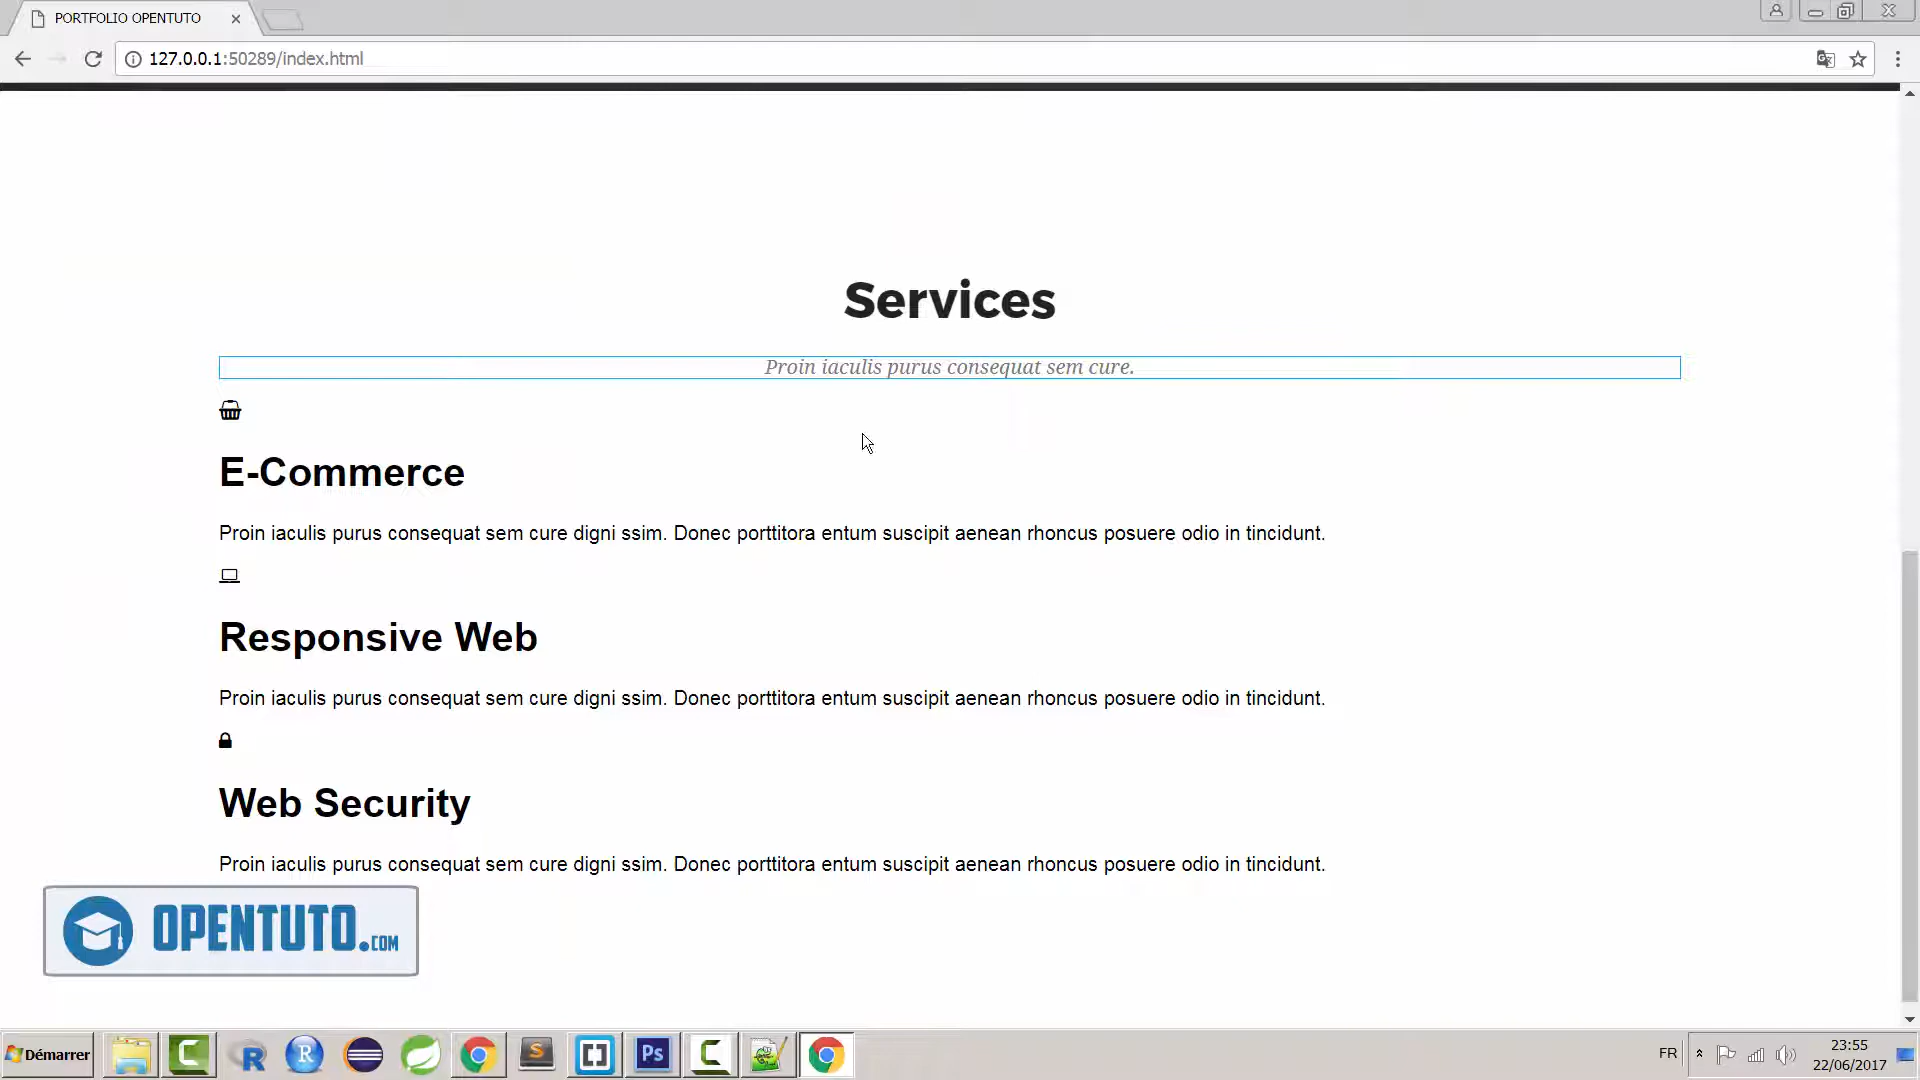 PORTFOLIO OPENTUTO
127.0.0.1:50289/index.html
Services
Proin iaculis purus consequat sem cure.
E-Commerce
Proin iaculis purus consequat sem cure digni ssim. Donec porttitora entum suscipit aenean rhoncus posuere odio in tincidunt.
Responsive Web
Proin iaculis purus consequat sem cure digni ssim. Donec porttitora entum suscipit aenean rhoncus posuere odio in tincidunt.
Web Security
Proin iaculis purus consequat sem cure digni ssim. Donec porttitora entum suscipit aenean rhoncus posuere odio in tincidunt.
OPENTUTO.COM
Démarrer
R
R
S
Ps
FR
23:55
22/06/2017